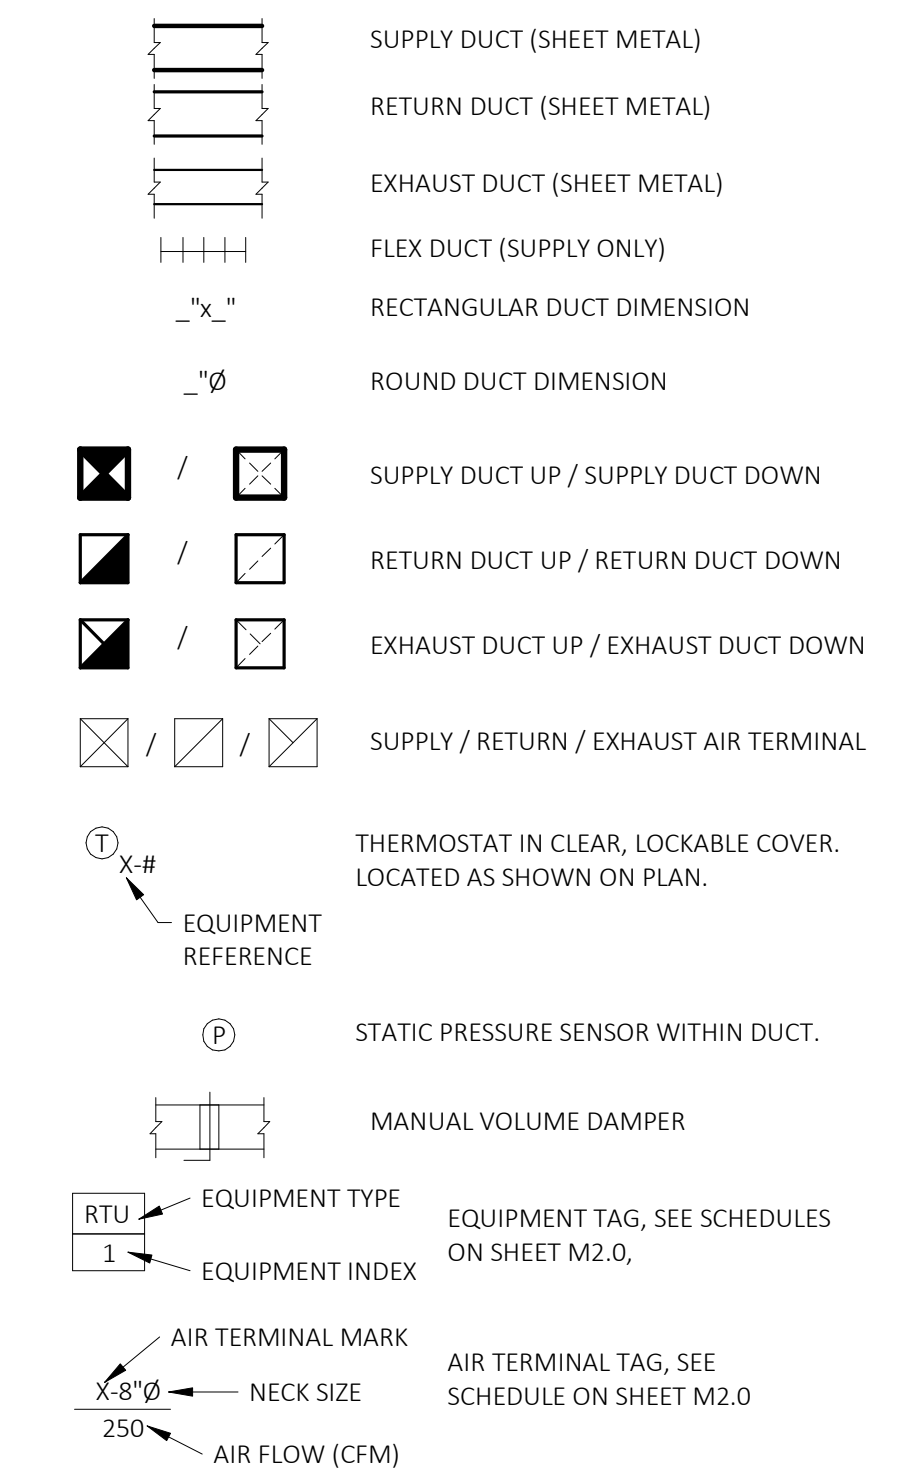 SUPPLY DUCT (SHEET METAL)
RETURN DUCT (SHEET METAL)
EXHAUST DUCT (SHEET METAL)
FLEX DUCT (SUPPLY ONLY)
_"x_" RECTANGULAR DUCT DIMENSION
_"Ø ROUND DUCT DIMENSION
/ SUPPLY DUCT UP / SUPPLY DUCT DOWN
/ RETURN DUCT UP / RETURN DUCT DOWN
/ EXHAUST DUCT UP / EXHAUST DUCT DOWN
/ / SUPPLY / RETURN / EXHAUST AIR TERMINAL
T
X-#
EQUIPMENT
REFERENCE
THERMOSTAT IN CLEAR, LOCKABLE COVER.
LOCATED AS SHOWN ON PLAN.
P STATIC PRESSURE SENSOR WITHIN DUCT.
MANUAL VOLUME DAMPER
RTU
1
EQUIPMENT TYPE
EQUIPMENT INDEX
EQUIPMENT TAG, SEE SCHEDULES
ON SHEET M2.0,
AIR TERMINAL MARK
X-8"Ø
NECK SIZE
250
AIR FLOW (CFM)
AIR TERMINAL TAG, SEE
SCHEDULE ON SHEET M2.0